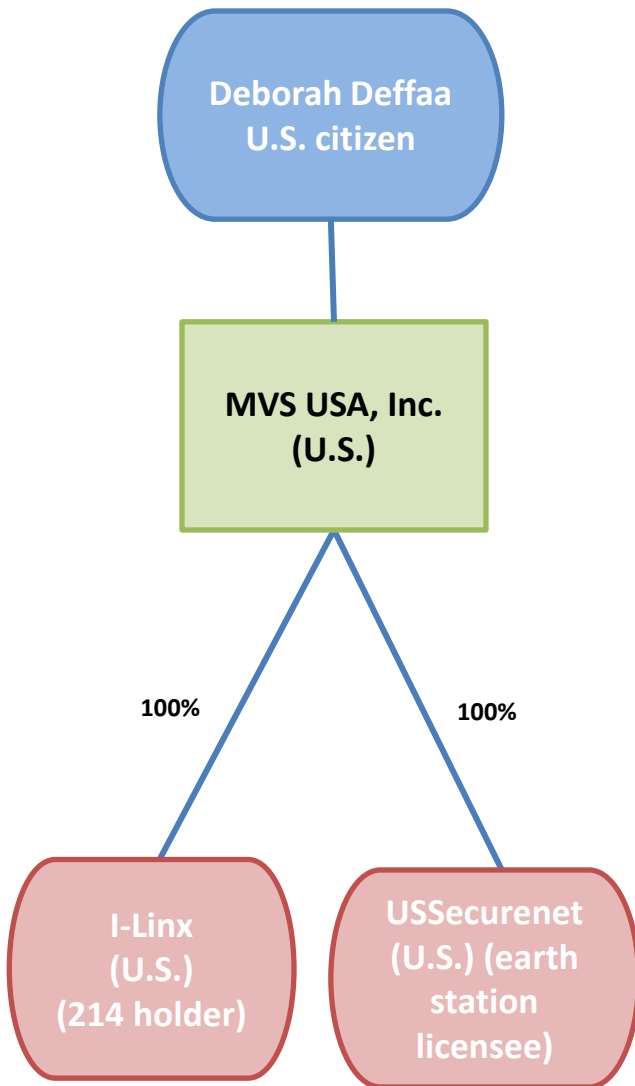 Deborah Deffaa
U.S. citizen
MVS USA, Inc.
(U.S.)
100%
100%
I-Linx
(U.S.)
(214 holder)
USSecurenet
(U.S.) (earth
station
licensee)